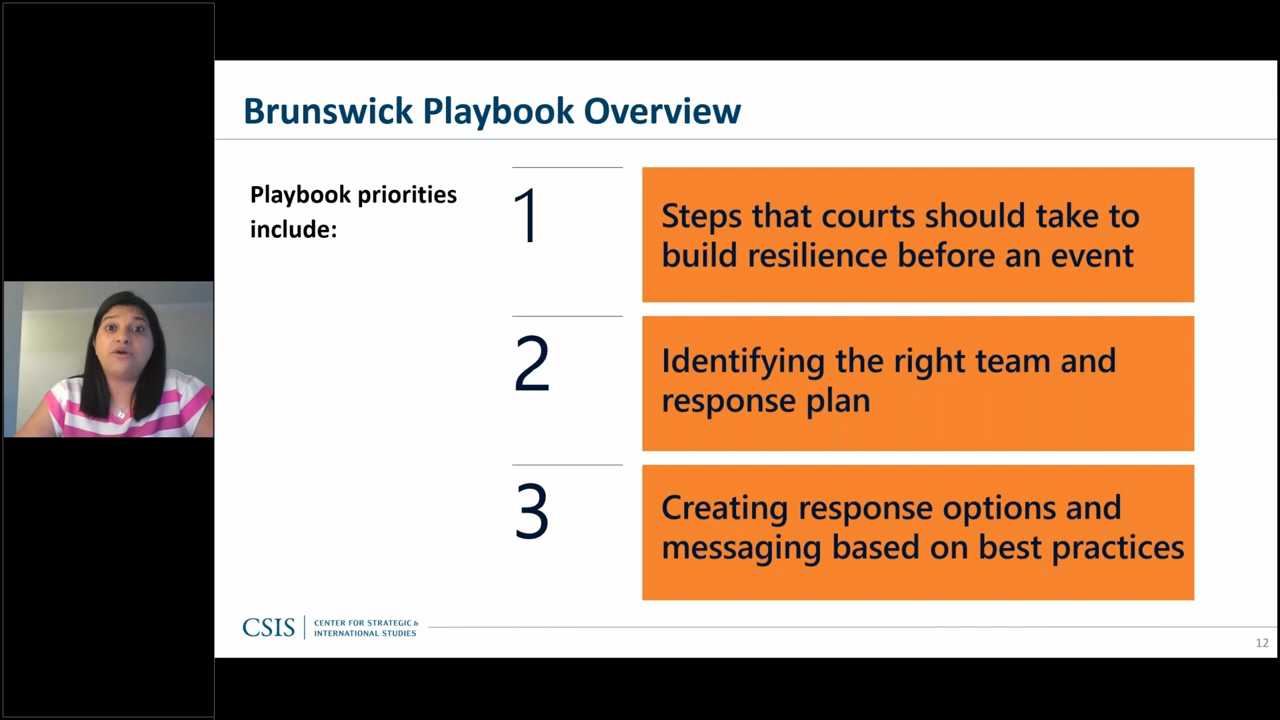 Brunswick Playbook Overview
Playbook priorities
include:
1
Steps that courts should take to
build resilience before an event
2
Identifying the right team and
response plan
3
Creating response options and
messaging based on best practices
CSIS
CENTER FOR STRATEGIC &
INTERNATIONAL STUDIES
12